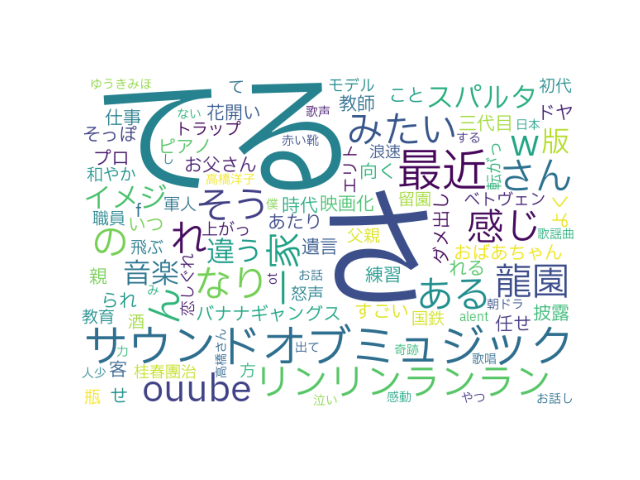 ゆうきみほ
て
モデル
こと
スパルタ
初代
てる
仕事
ない
花開い
歌声
教師
ドヤ
そっぽ
トラップ
赤い靴
みたい
三代目
日本
w
版
する
プロ
ピアノ
し
お父さん
エリト
浪速
最近
転がっ
さん
和やか
高橋洋子
向く
イメジ
軍人
そう
僕
時代
映画化
留園
ベトヴェン
職員
f
いつ
上がっ
あたり
ダメ出し
感じ
歌謡曲
の
れ
飛ぶ
違う
一家
遺言
父親
さ
おばあちゃん
親
音楽
恋しぐれ
なり
ot
お話
練習
れる
ある
龍園
られ
み
ん
怒声
すごい
朝ドラ
教育
酒
バナナギャングス
国鉄
alent
任せ
披露
サウンドオブミュジック
カ
高橋さん
出て
奇跡
歌唱
人少
客
桂春團治
方
リンリンランラン
瓶
せ
ouube
泣い
感動
やつ
お話し